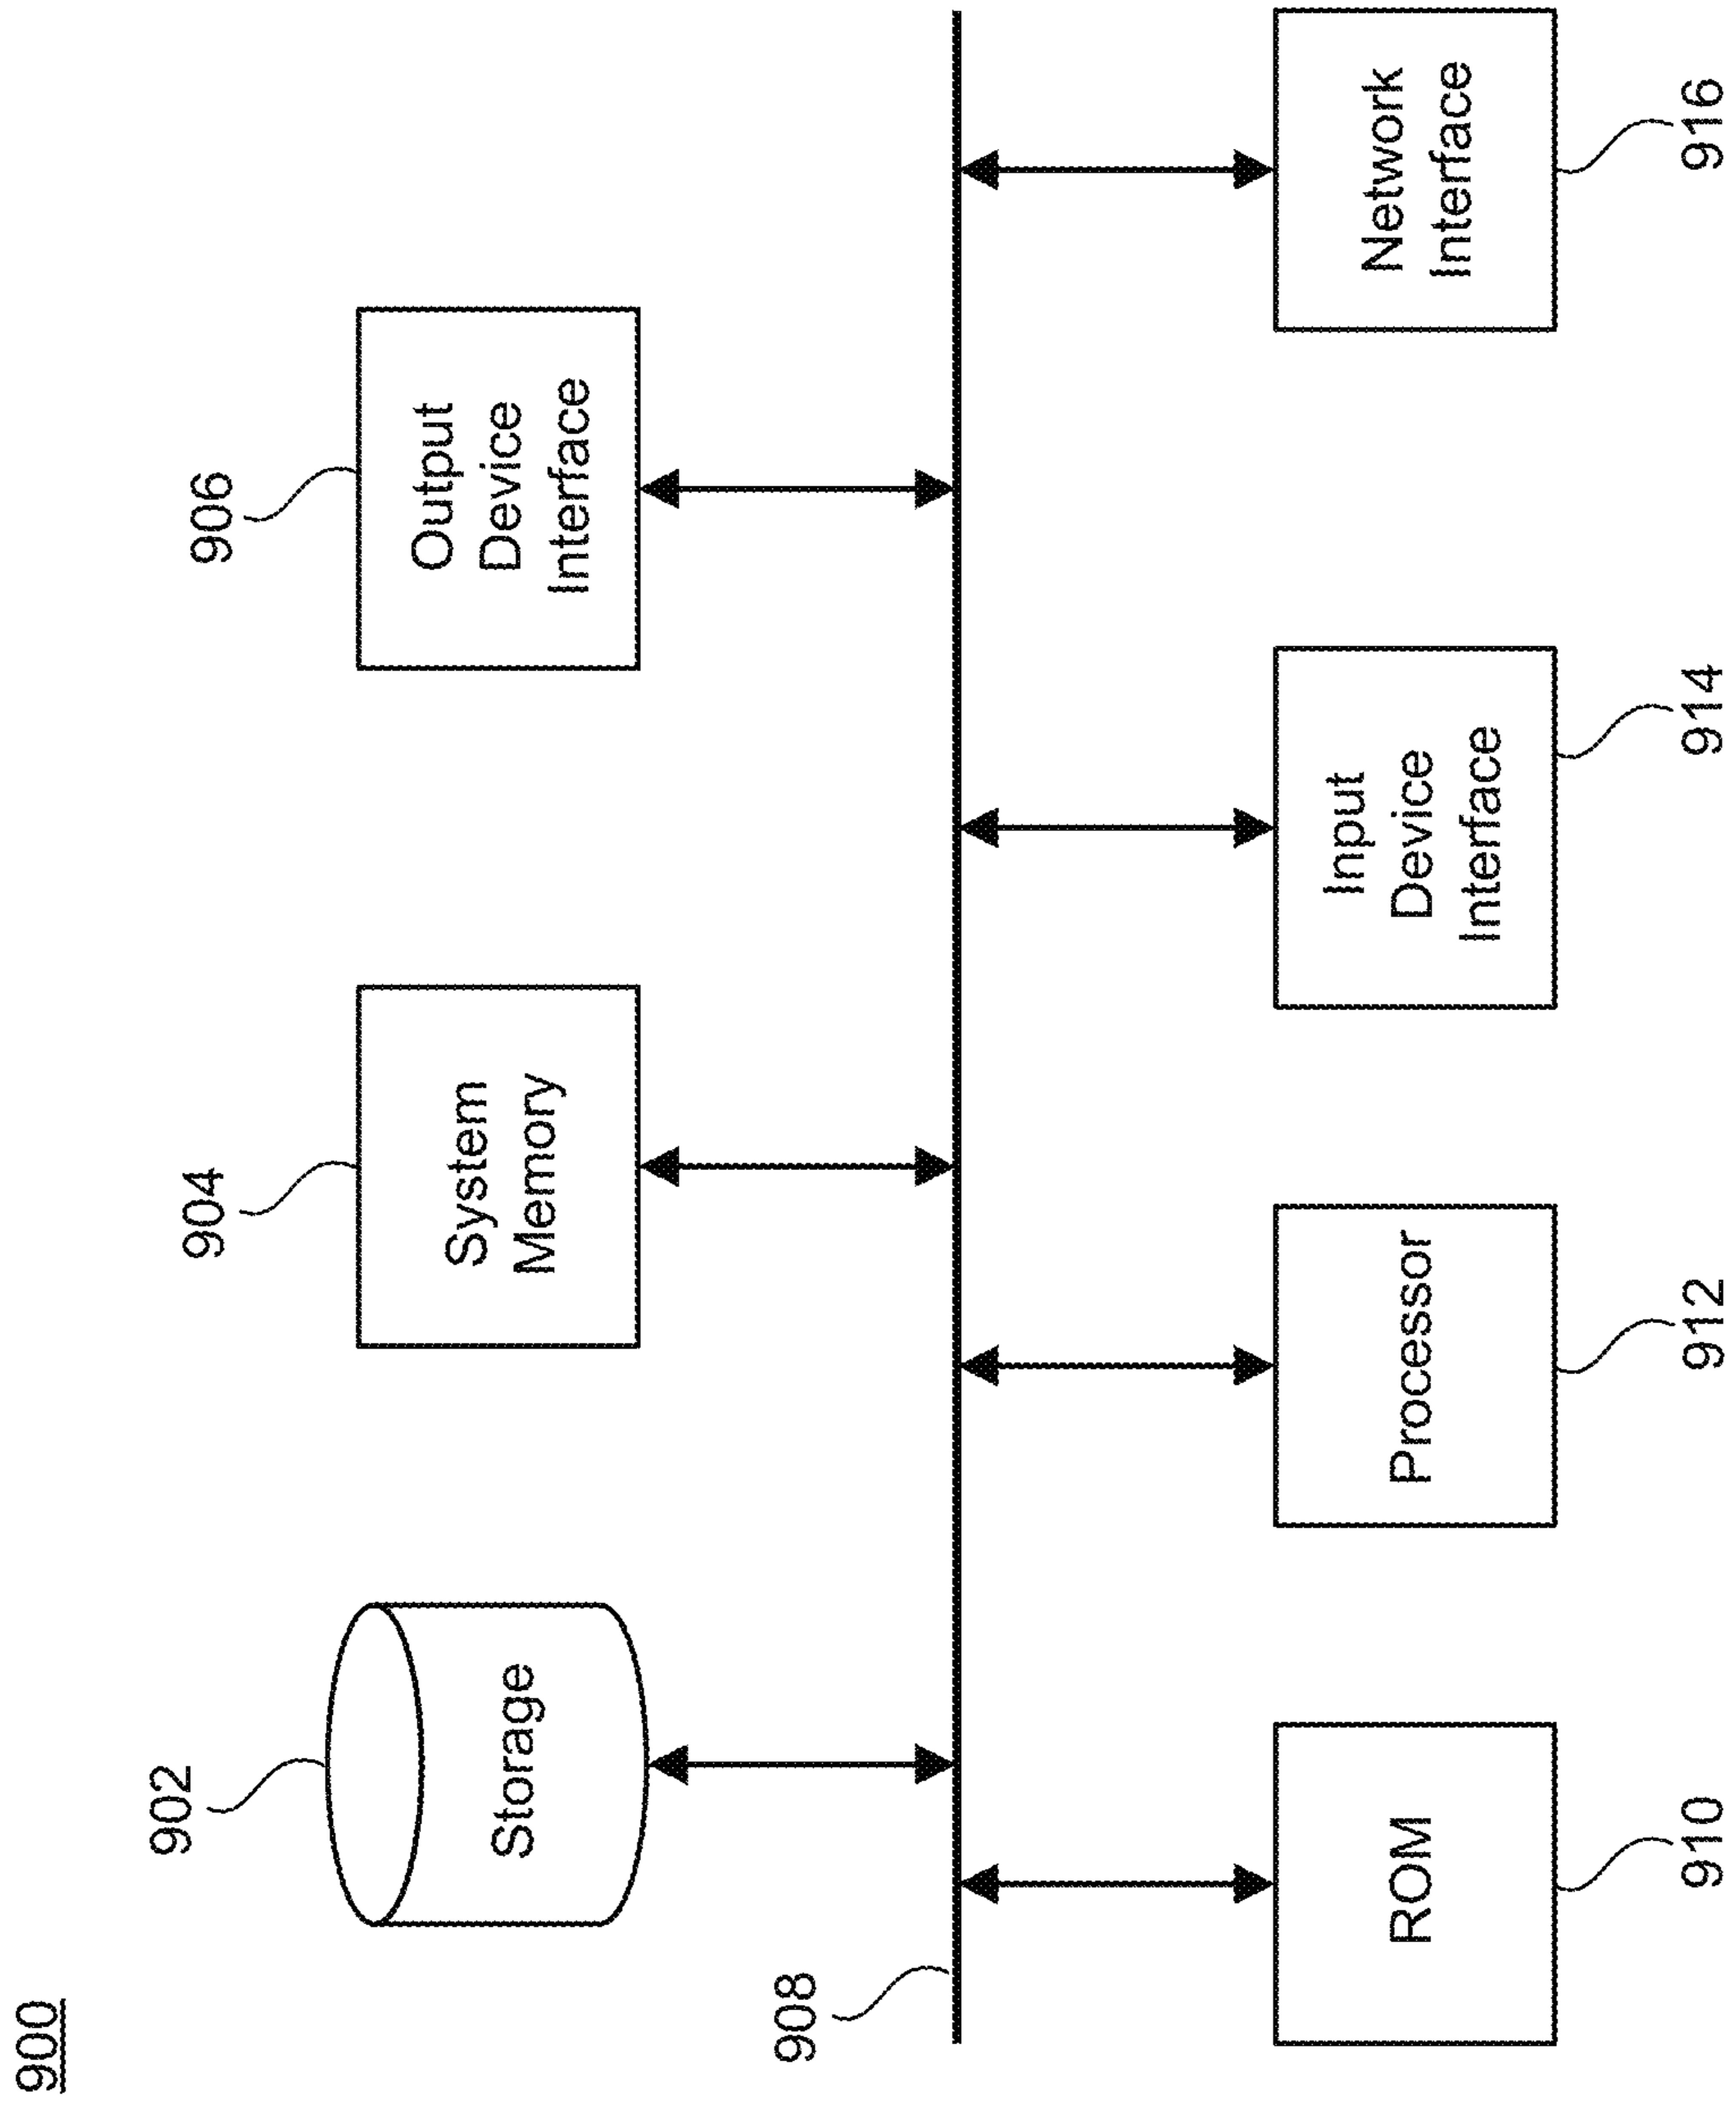 900
902
904
906
Storage
System
Memory
Output
Device
Interface
908
ROM
Processor
Input
Device
Interface
Network
Interface
910
912
914
916